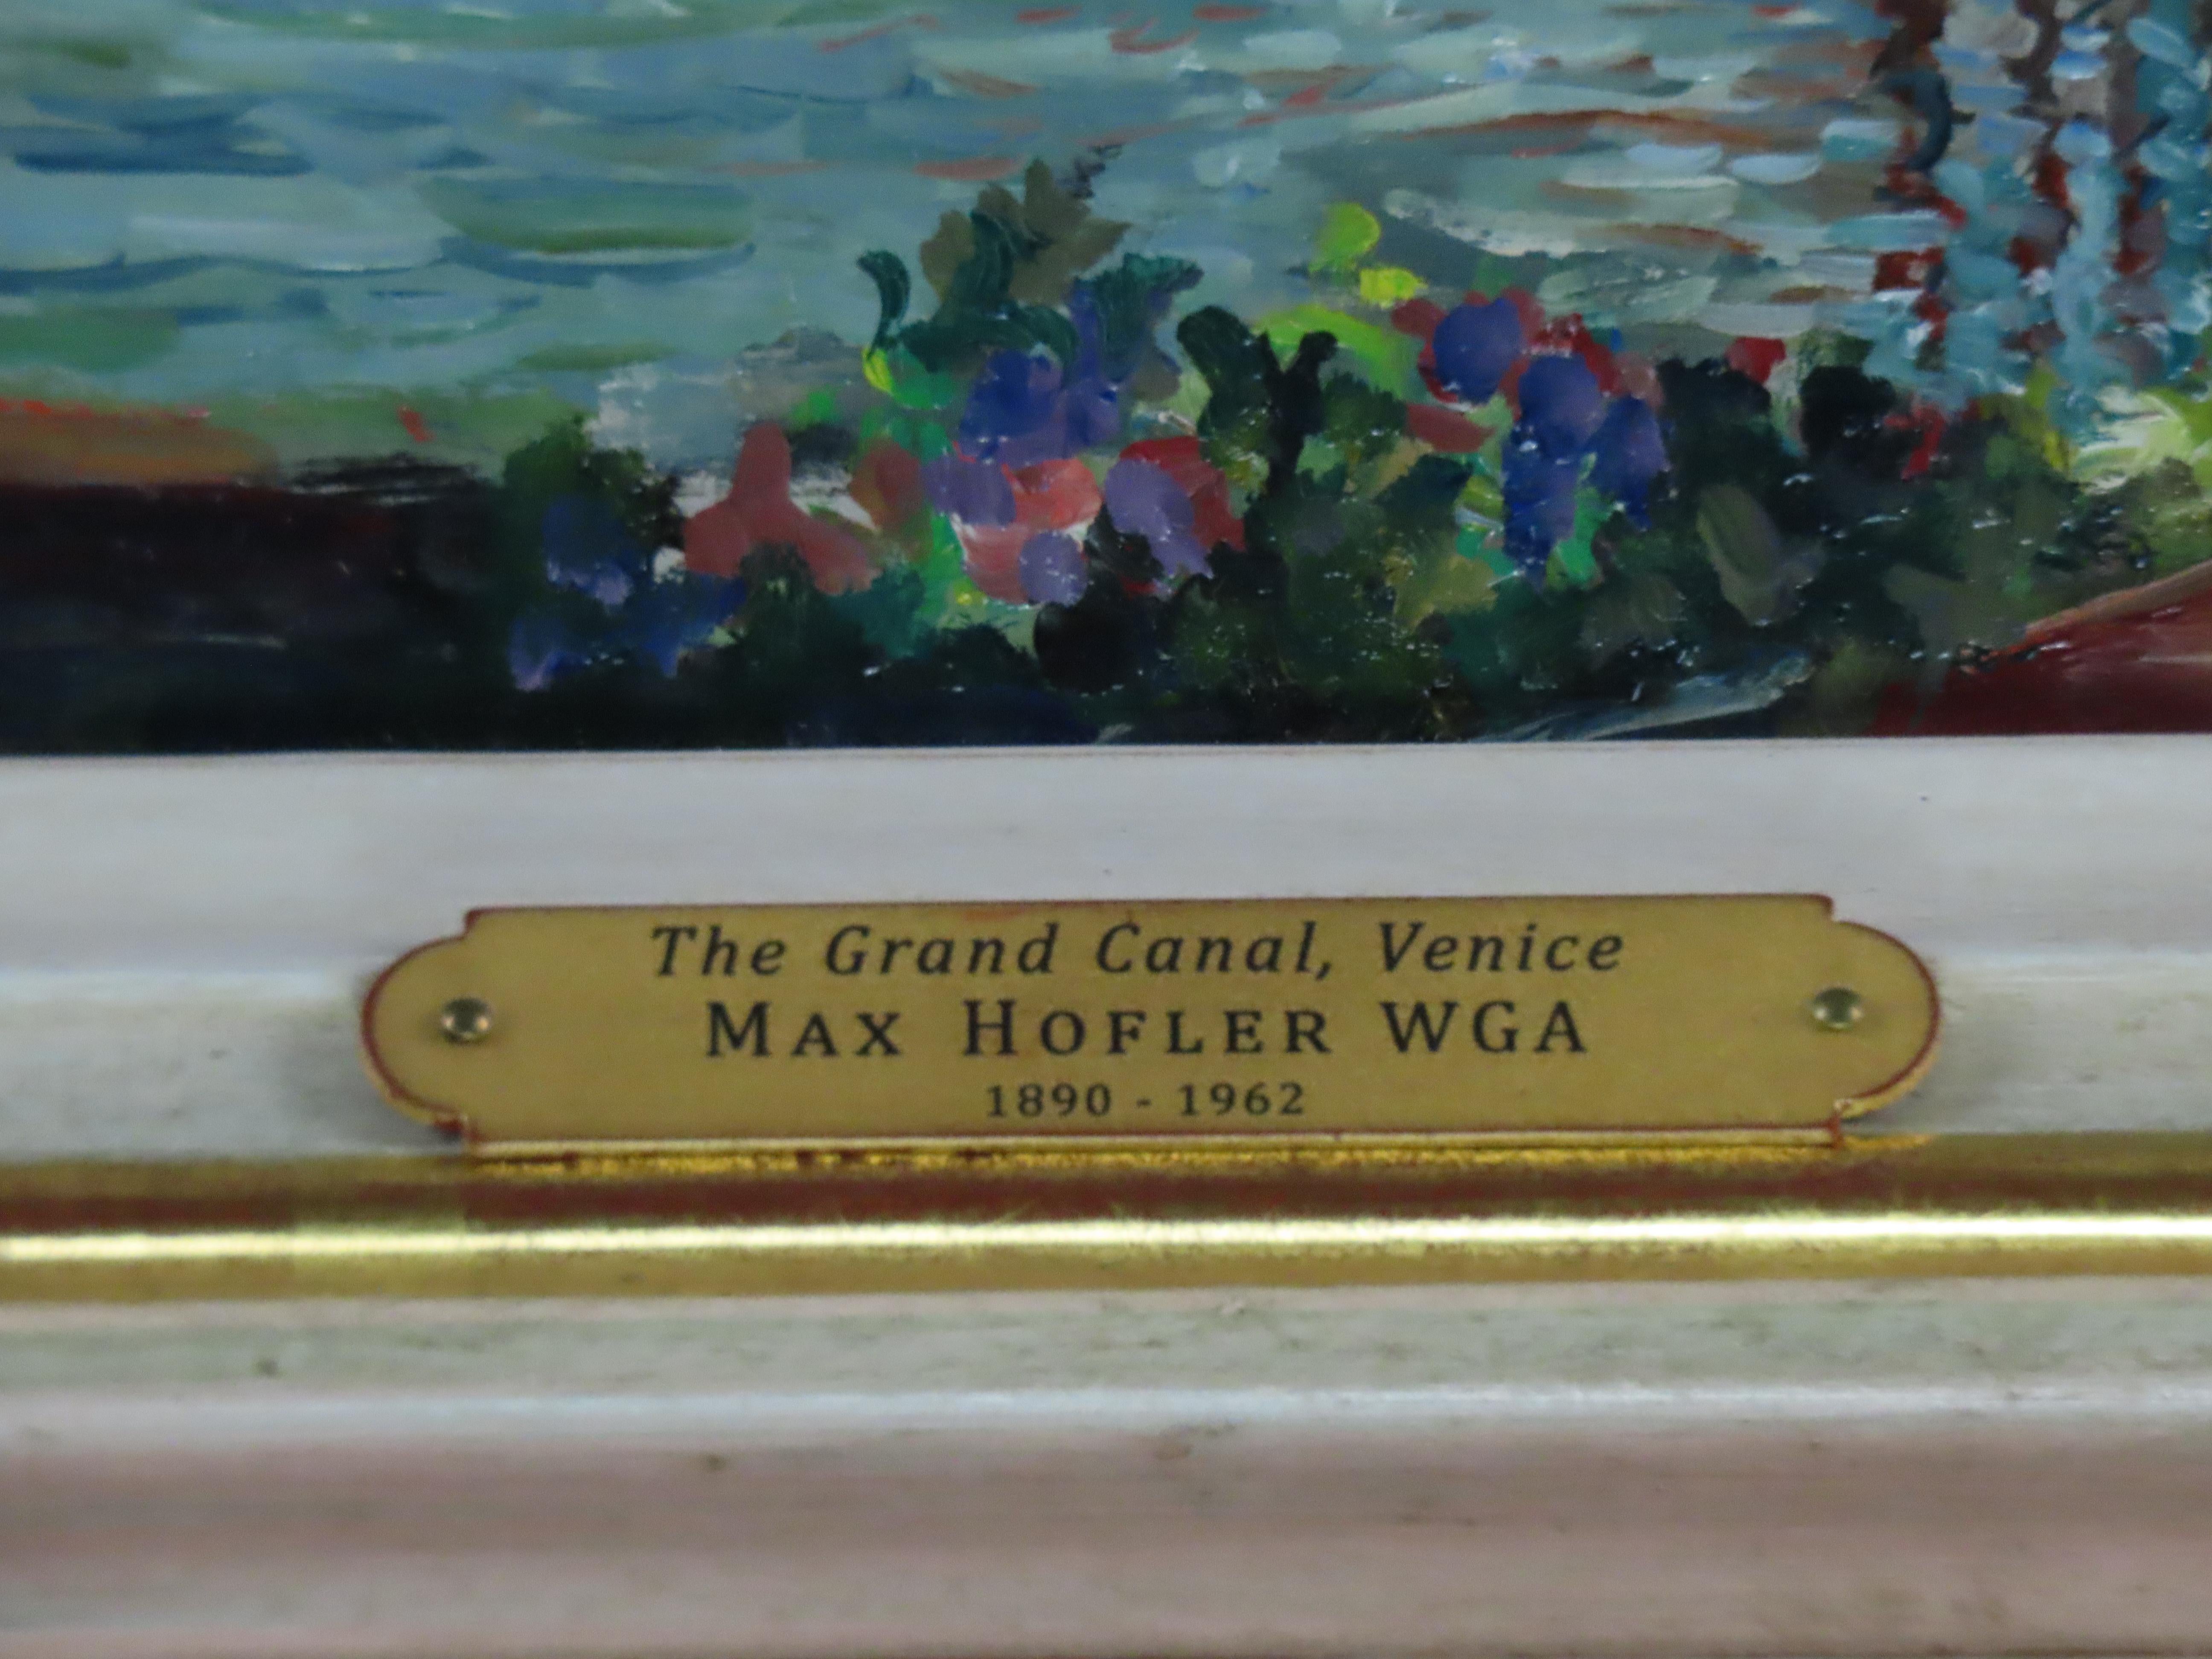 The Grand Canal, Venice
MAX HOFLER WGA
1890 - 1962